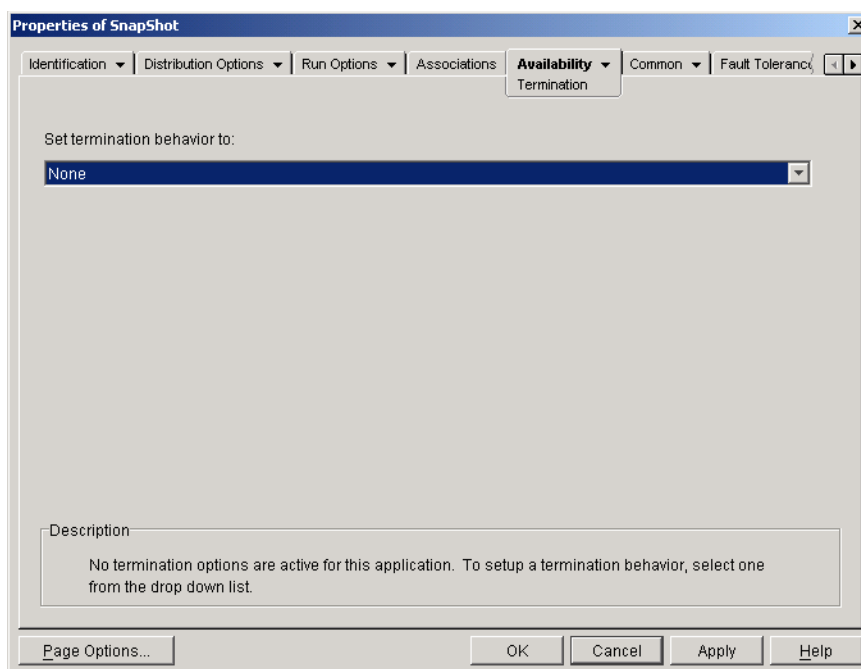 Properties of SnapShot
Identification Distribution Options Run Options Associations Availability Common Fault Toleranc
Termination
Set termination behavior to:
None
Description
No termination options are active for this application. To setup a termination behavior, select one
from the drop down list.
Page Options... OK Cancel Apply Help